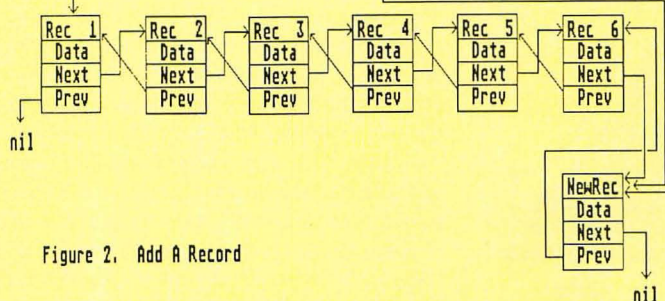 Rec 1 Rec 2 Rec 3 Rec 4 Rec 5 Rec 6
Data Data Data Data Data Data
Next Next Next Next Next Next
Prev Prev Prev Prev Prev Prev
nil
NewRec
Data
Next
Prev
nil
Figure 2. Add A Record